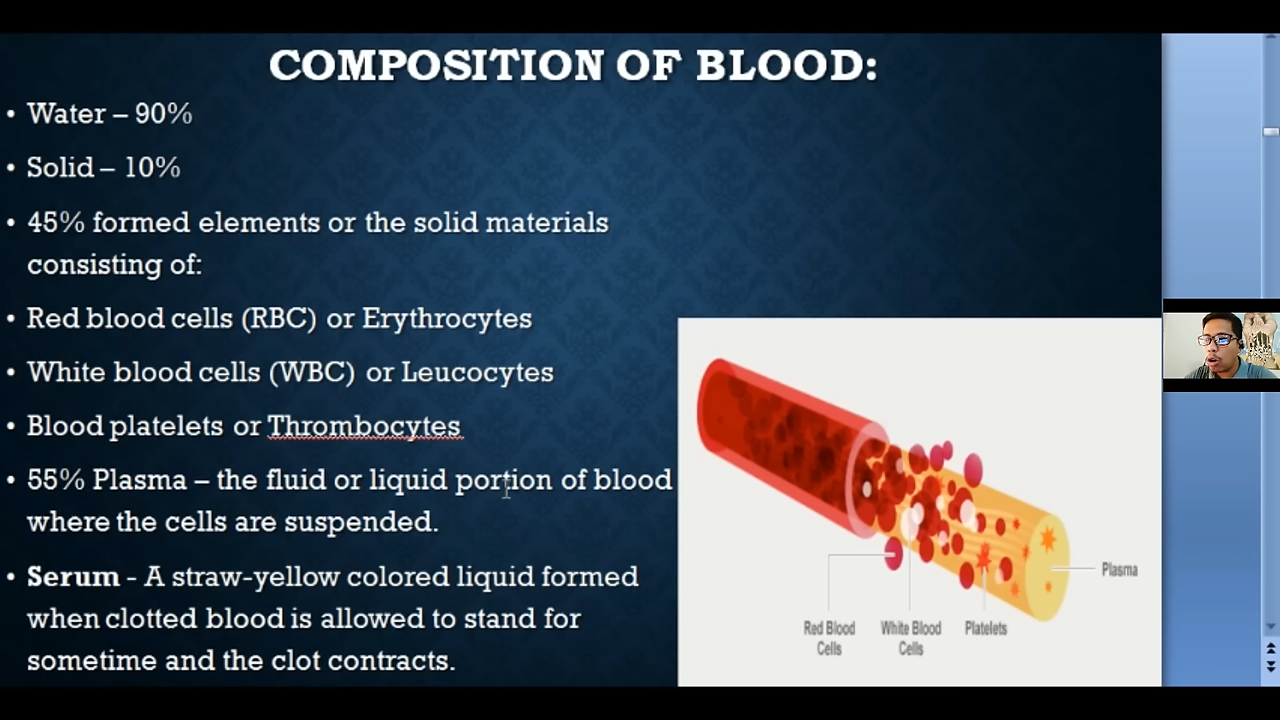 COMPOSITION OF BLOOD:
• Water – 90%
• Solid – 10%
• 45% formed elements or the solid materials
consisting of:
• Red blood cells (RBC) or Erythrocytes
• White blood cells (WBC) or Leucocytes
• Blood platelets or Thrombocytes
• 55% Plasma – the fluid or liquid portion of blood
where the cells are suspended.
• Serum - A straw-yellow colored liquid formed
when clotted blood is allowed to stand for
sometime and the clot contracts.
Plasma
Red Blood
Cells
White Blood
Cells
Platelets